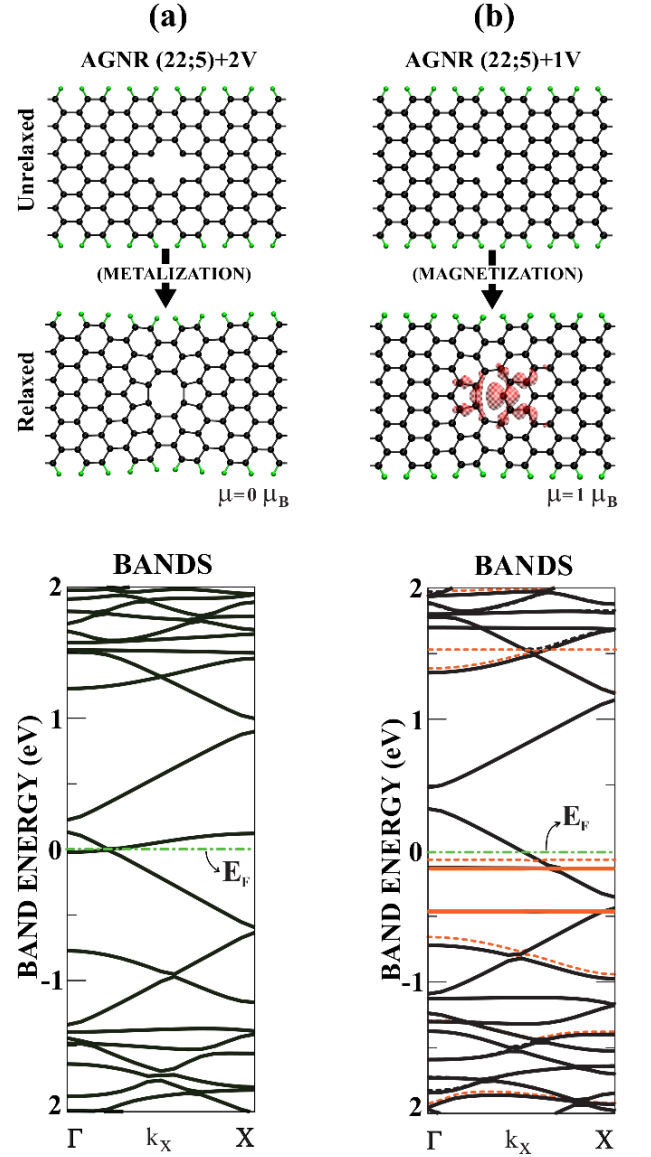 (a)
AGNR (22;5)+2V
Unrelaxed
(METALIZATION)
Relaxed
μ=0 μB
BANDS
BAND ENERGY (eV)
2
1
0
-1
2
EF
Γ
kX
X
(b)
AGNR (22;5)+1V
(MAGNETIZATION)
μ=1 μB
BANDS
BAND ENERGY (eV)
2
1
0
-1
2
EF
Γ
kX
X